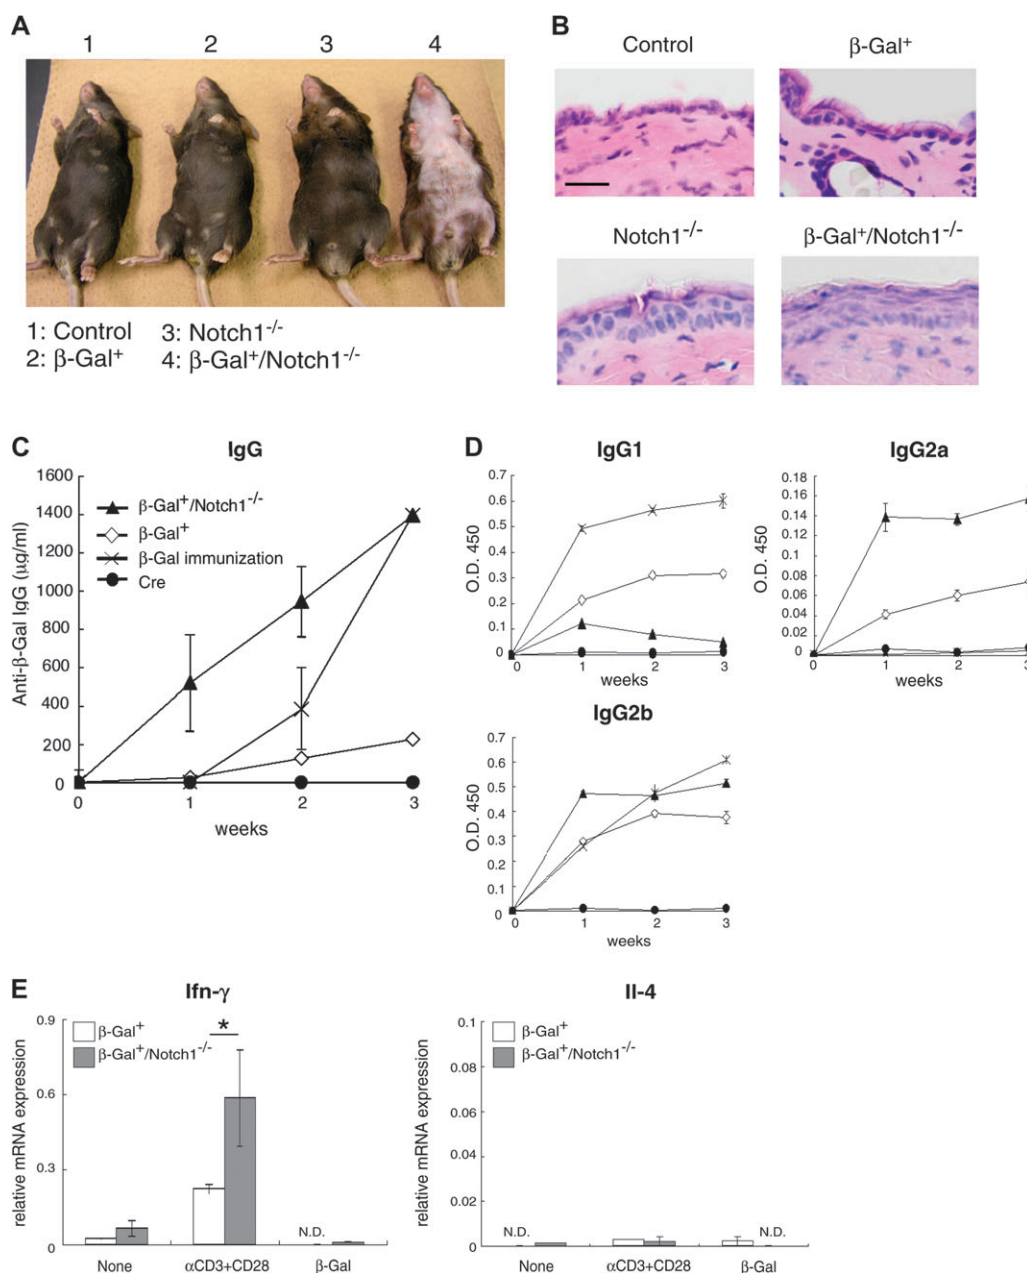 A
1 2 3 4
1: Control 3: Notch1-/-
2: β-Gal+ 4: β-Gal+/Notch1-/-
B
Control β-Gal+
Notch1-/- β-Gal+/Notch1-/-
C
IgG
Anti-β-Gal IgG (μg/ml)
1600
1400
1200
1000
800
600
400
200
0
β-Gal+/Notch1-/-
β-Gal+
β-Gal immunization
Cre
0 1 2 3
weeks
D
IgG1
O.D. 450
0.7
0.6
0.5
0.4
0.3
0.2
0.1
0
0 1 2 3
weeks
IgG2a
O.D. 450
0.18
0.16
0.14
0.12
0.10
0.08
0.06
0.04
0.02
0
0 1 2 3
weeks
IgG2b
O.D. 450
0.7
0.6
0.5
0.4
0.3
0.2
0.1
0
0 1 2 3
weeks
E
Ifn-γ
relative mRNA expression
0.9
0.6
0.3
0
β-Gal+
β-Gal+/Notch1-/-
*
N.D.
None αCD3+CD28 β-Gal
Il-4
relative mRNA expression
0.1
0.08
0.06
0.04
0.02
0
β-Gal+
β-Gal+/Notch1-/-
N.D. N.D.
None αCD3+CD28 β-Gal